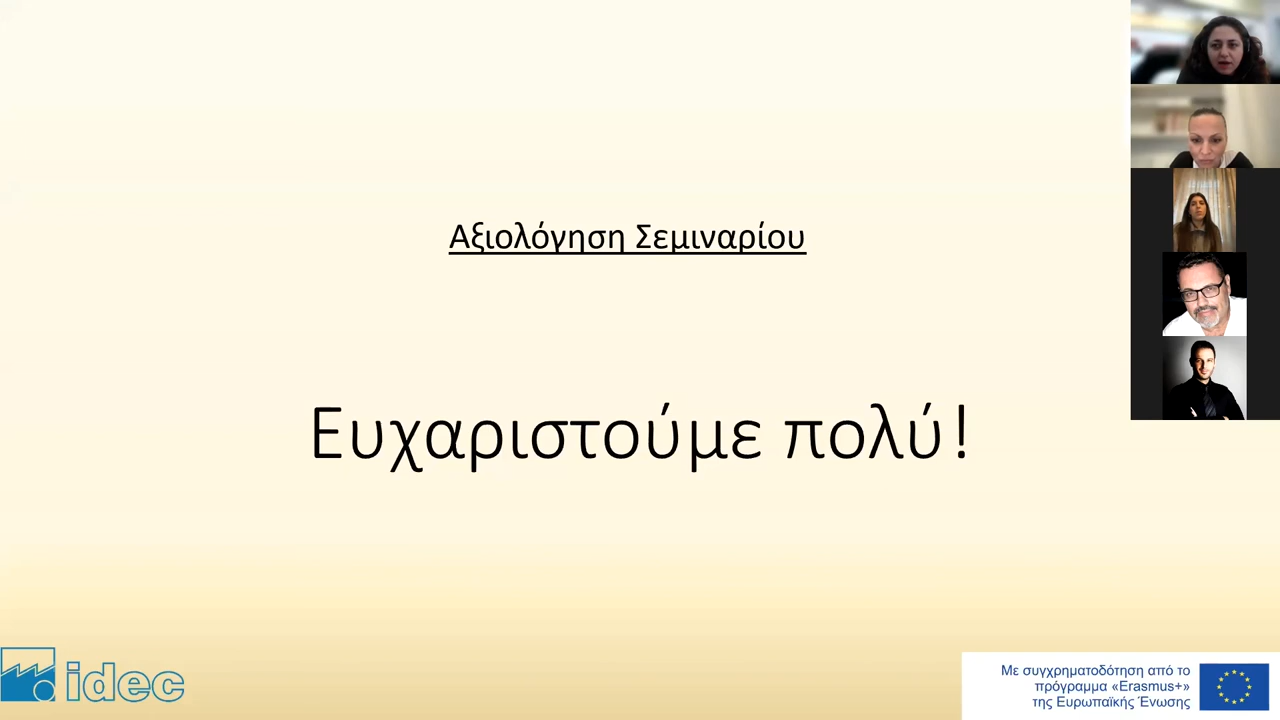 Αξιολόγηση Σεμιναρίου
Ευχαριστούμε πολύ!
idec
Με συγχρηματοδότηση από το
πρόγραμμα «Erasmus+»
της Ευρωπαϊκής Ένωσης